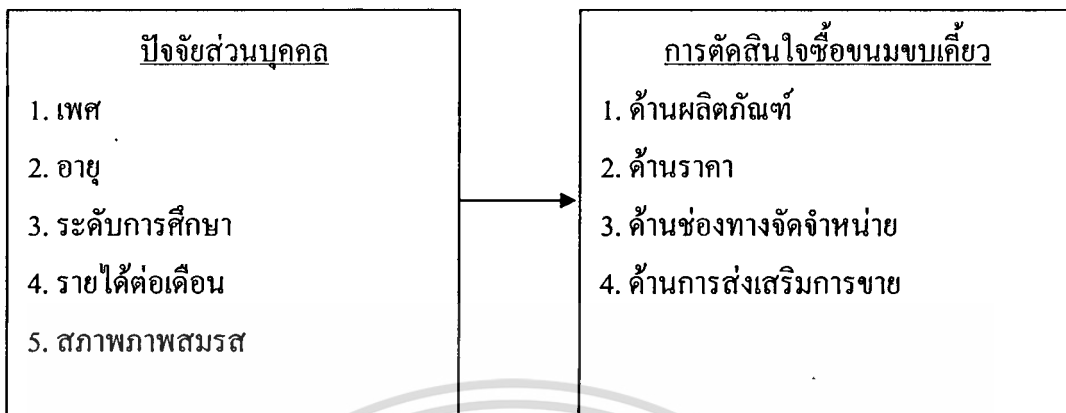 ปัจจัยส่วนบุคคล
1. เพศ
2. อายุ
3. ระดับการศึกษา
4. รายได้ต่อเดือน
5. สภาพภาพสมรส
การตัดสินใจซื้อขนมขบเคี้ยว
1. ด้านผลิตภัณฑ์
2. ด้านราคา
3. ด้านช่องทางจัดจำหน่าย
4. ด้านการส่งเสริมการขาย